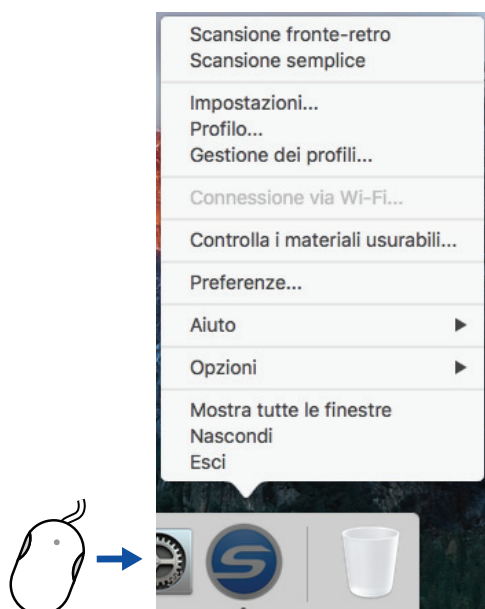 Scansione fronte-retro
Scansione semplice
Impostazioni...
Profilo...
Gestione dei profili...
Connessione via Wi-Fi...
Controlla i materiali usurabili...
Preferenze...
Aiuto
Opzioni
Mostra tutte le finestre
Nascondi
Esci
S